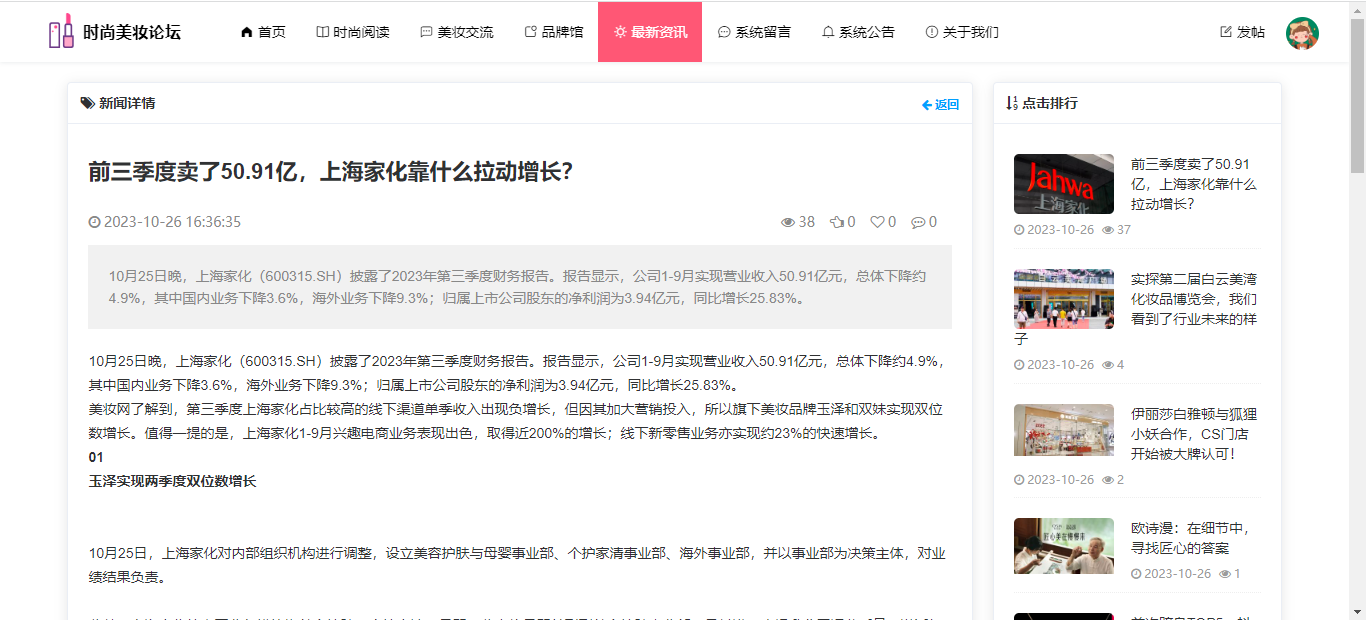 时尚美妆论坛
首页
时尚阅读
美妆交流
品牌馆
最新资讯
系统留言
系统公告
关于我们
发帖
新闻详情
返回
前三季度卖了50.91亿，上海家化靠什么拉动增长？
2023-10-26 16:36:35
38
0
0
0
10月25日晚，上海家化（600315.SH）披露了2023年第三季度财务报告。报告显示，公司1-9月实现营业收入50.91亿元，总体下降约
4.9%，其中国内业务下降3.6%，海外业务下降9.3%；归属上市公司股东的净利润为3.94亿元，同比增长25.83%。
10月25日晚，上海家化（600315.SH）披露了2023年第三季度财务报告。报告显示，公司1-9月实现营业收入50.91亿元，总体下降约4.9%，
其中国内业务下降3.6%，海外业务下降9.3%；归属上市公司股东的净利润为3.94亿元，同比增长25.83%。
美妆网了解到，第三季度上海家化占比较高的线下渠道单季收入出现负增长，但因其加大营销投入，所以旗下美妆品牌玉泽和双妹实现双位
数增长。值得一提的是，上海家化1-9月兴趣电商业务表现出色，取得近200%的增长；线下新零售业务亦实现约23%的快速增长。
01
玉泽实现两季度双位数增长
10月25日，上海家化对内部组织机构进行调整，设立美容护肤与母婴事业部、个护家清事业部、海外事业部，并以事业部为决策主体，对业
绩结果负责。
点击排行
Jahwa
上海家化
前三季度卖了50.91
亿，上海家化靠什么
拉动增长？
2023-10-26 37
实探第二届白云美湾
化妆品博览会，我们
看到了行业未来的样
子
2023-10-26 4
伊丽莎白雅顿与狐狸
小妖合作，CS门店
开始被大牌认可！
2023-10-26 2
欧诗漫：在细节中，
寻找匠心的答案
2023-10-26 1